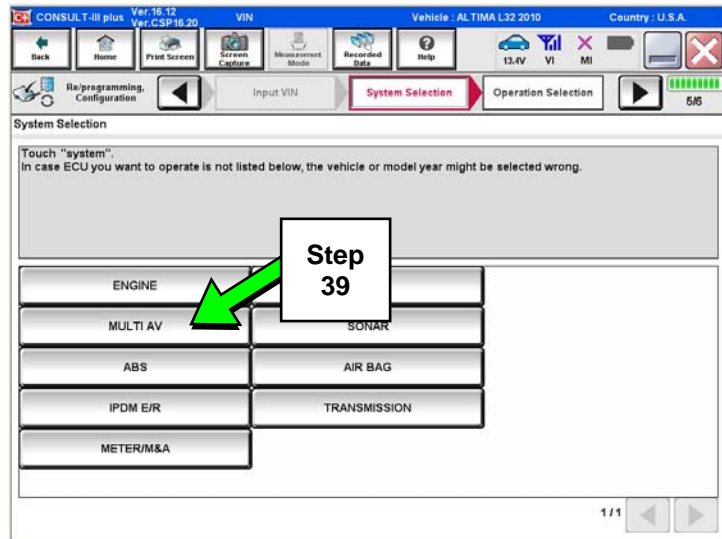 CONSULT-III plus Ver.16.12 Ver.CSP16.20 VIN Vehicle : ALTIMA L32 2010 Country : U.S.A.
Back Home Print Screen Screen Capture Measurement Mode Recorded Data Help 13.4V VI MI
Re/programming, Configuration Input VIN System Selection Operation Selection 5/6
System Selection
Touch "system".
In case ECU you want to operate is not listed below, the vehicle or model year might be selected wrong.
Step
39
ENGINE
MULTI AV SONAR
ABS AIR BAG
IPDM E/R TRANSMISSION
METER/M&A
1/1